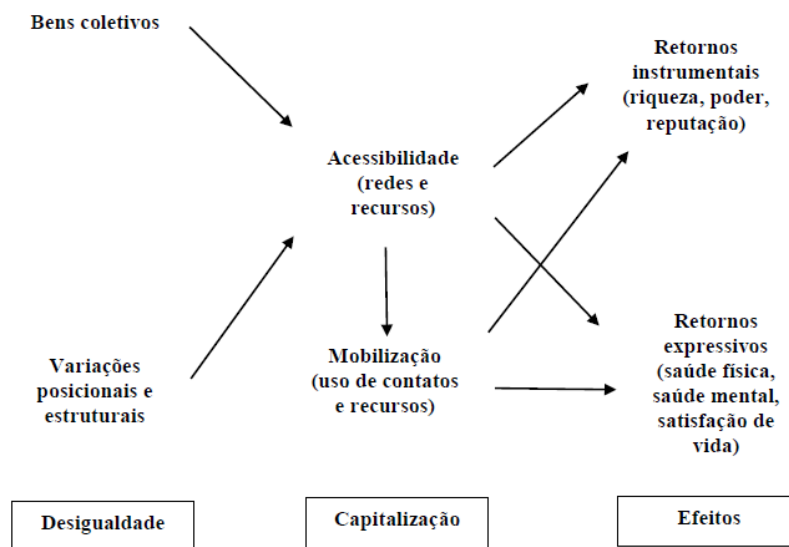 Bens coletivos
Variações
posicionais e
estruturais
Acessibilidade
(redes e
recursos)
Mobilização
(uso de contatos
e recursos)
Retornos
instrumentais
(riqueza, poder,
reputação)
Retornos
expressivos
(saúde física,
saúde mental,
satisfação de
vida)
Desigualdade
Capitalização
Efeitos